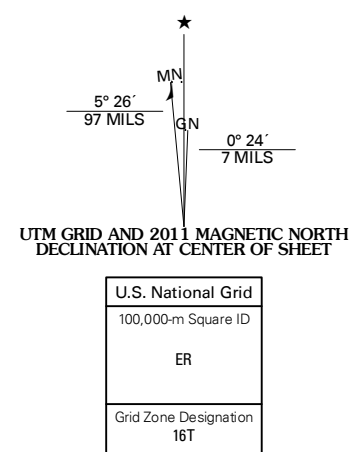 ★
M.N.
5° 26´
97 MILS
GN
0° 24´
7 MILS
UTM GRID AND 2011 MAGNETIC NORTH
DECLINATION AT CENTER OF SHEET
U.S. National Grid
100,000-m Square ID
ER
Grid Zone Designation
16T